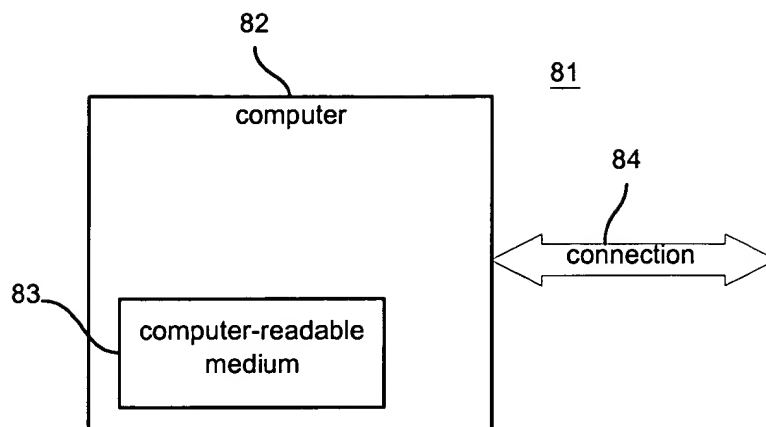 82
81
computer
84
connection
83
computer-readable
medium